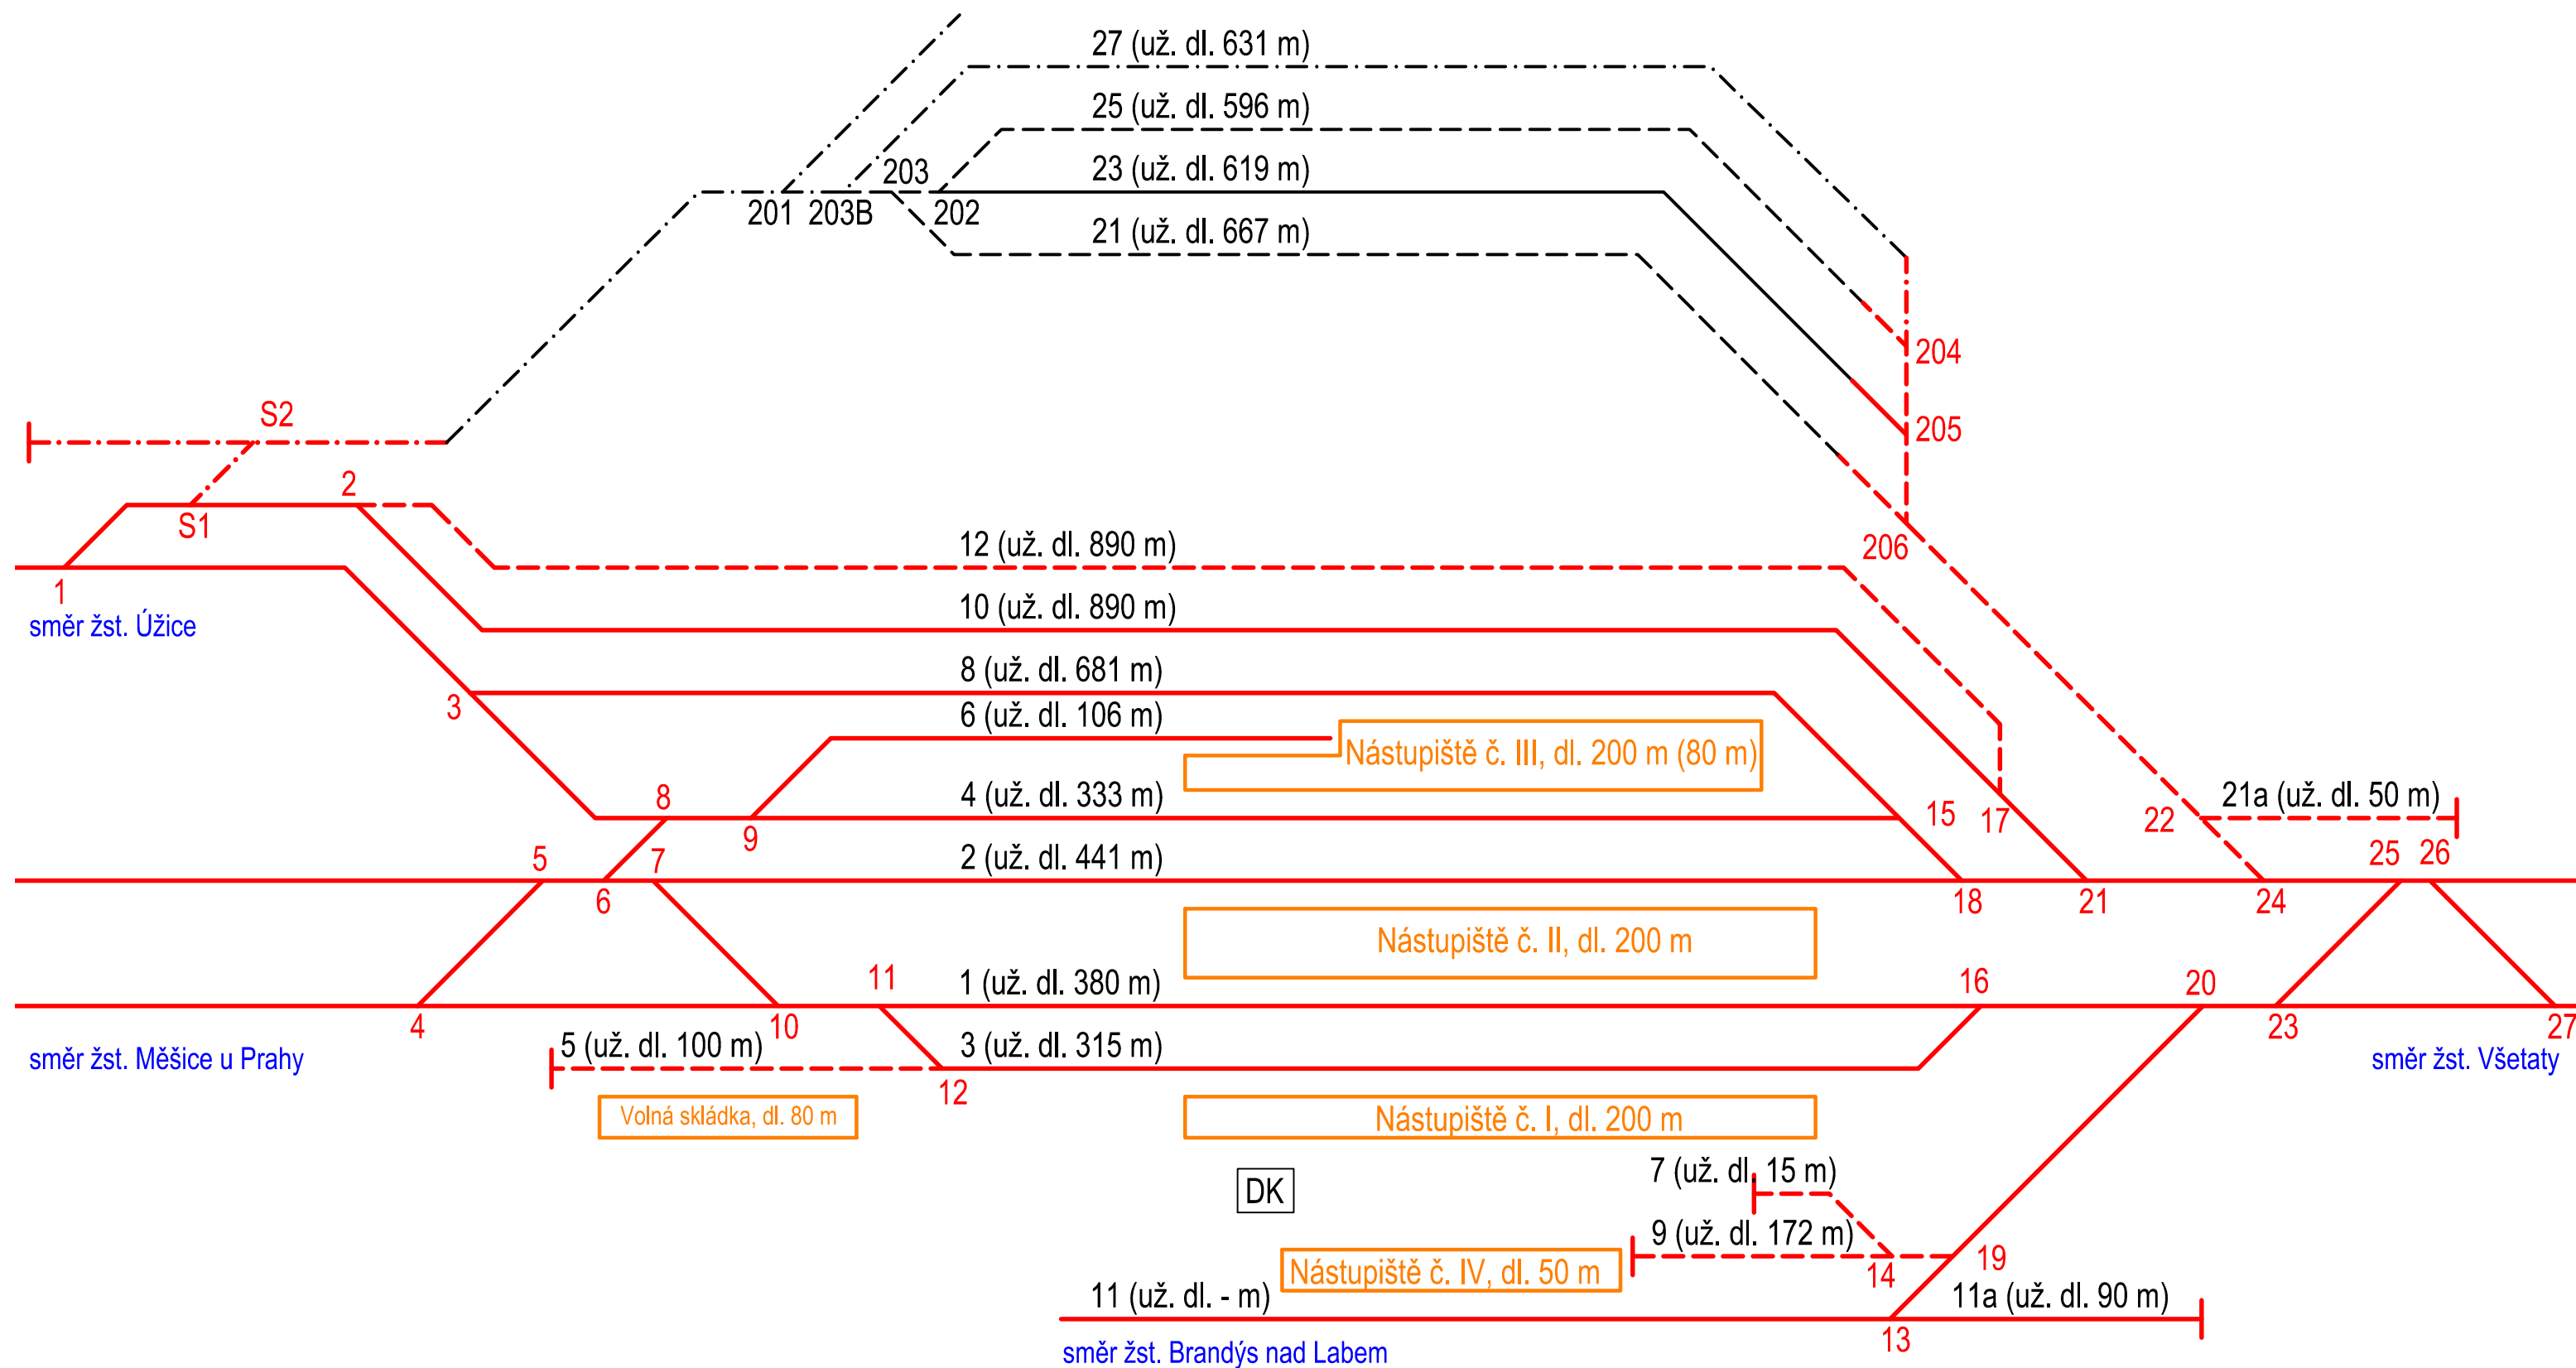 27 (už. dl. 631 m)
25 (už. dl. 596 m)
203
23 (už. dl. 619 m)
201
203B
202
21 (už. dl. 667 m)
204
S2
205
2
S1
12 (už. dl. 890 m)
206
1
10 (už. dl. 890 m)
směr žst. Úžice
8 (už. dl. 681 m)
3
6 (už. dl. 106 m)
Nástupiště č. III, dl. 200 m (80 m)
8
4 (už. dl. 333 m)
21a (už. dl. 50 m)
9
15
17
22
5
7
2 (už. dl. 441 m)
25
26
6
18
21
24
Nástupiště č. II, dl. 200 m
11
1 (už. dl. 380 m)
16
20
4
10
23
27
5 (už. dl. 100 m)
3 (už. dl. 315 m)
směr žst. Měšice u Prahy
směr žst. Všetaty
12
Volná skládka, dl. 80 m
Nástupiště č. I, dl. 200 m
7 (už. dl. 15 m)
DK
9 (už. dl. 172 m)
19
Nástupiště č. IV, dl. 50 m
14
11 (už. dl. - m)
11a (už. dl. 90 m)
13
směr žst. Brandýs nad Labem